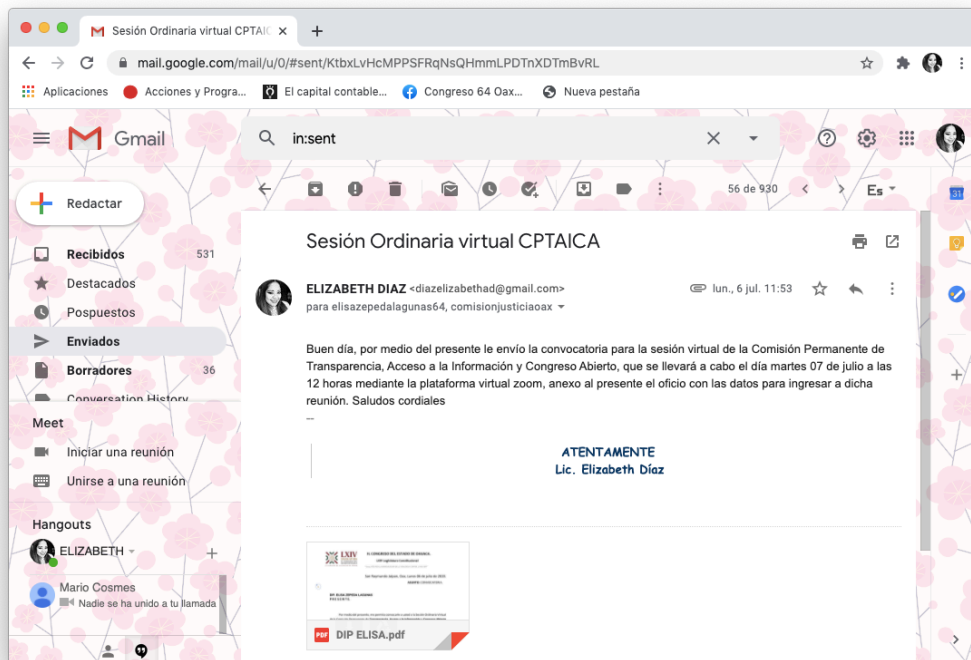 Sesión Ordinaria virtual CPTAIC
mail.google.com/mail/u/0/#sent/KtbxLvHcMPPSFRqNsQHmmLPDTnXDTmBvRL
Aplicaciones Acciones y Progra... El capital contable... Congreso 64 Oax... Nueva pestaña
Gmail
in:sent
Redactar
56 de 930
Es
31
Recibidos 531
Destacados
Pospuestos
Enviados
Borradores 36
Conversation History
Meet
Iniciar una reunión
Unirse a una reunión
Hangouts
ELIZABETH
Mario Cosmes
Nadie se ha unido a tu llamada
Sesión Ordinaria virtual CPTAICA
ELIZABETH DIAZ <diazelizabethad@gmail.com>
lun., 6 jul. 11:53
para elisazepedalagunas64, comisionjusticiaoax
Buen día, por medio del presente le envío la convocatoria para la sesión virtual de la Comisión Permanente de
Transparencia, Acceso a la Información y Congreso Abierto, que se llevará a cabo el día martes 07 de julio a las
12 horas mediante la plataforma virtual zoom, anexo al presente el oficio con las datos para ingresar a dicha
reunión. Saludos cordiales
--
ATENTAMENTE
Lic. Elizabeth Díaz
LXIV
PDF DIP ELISA.pdf